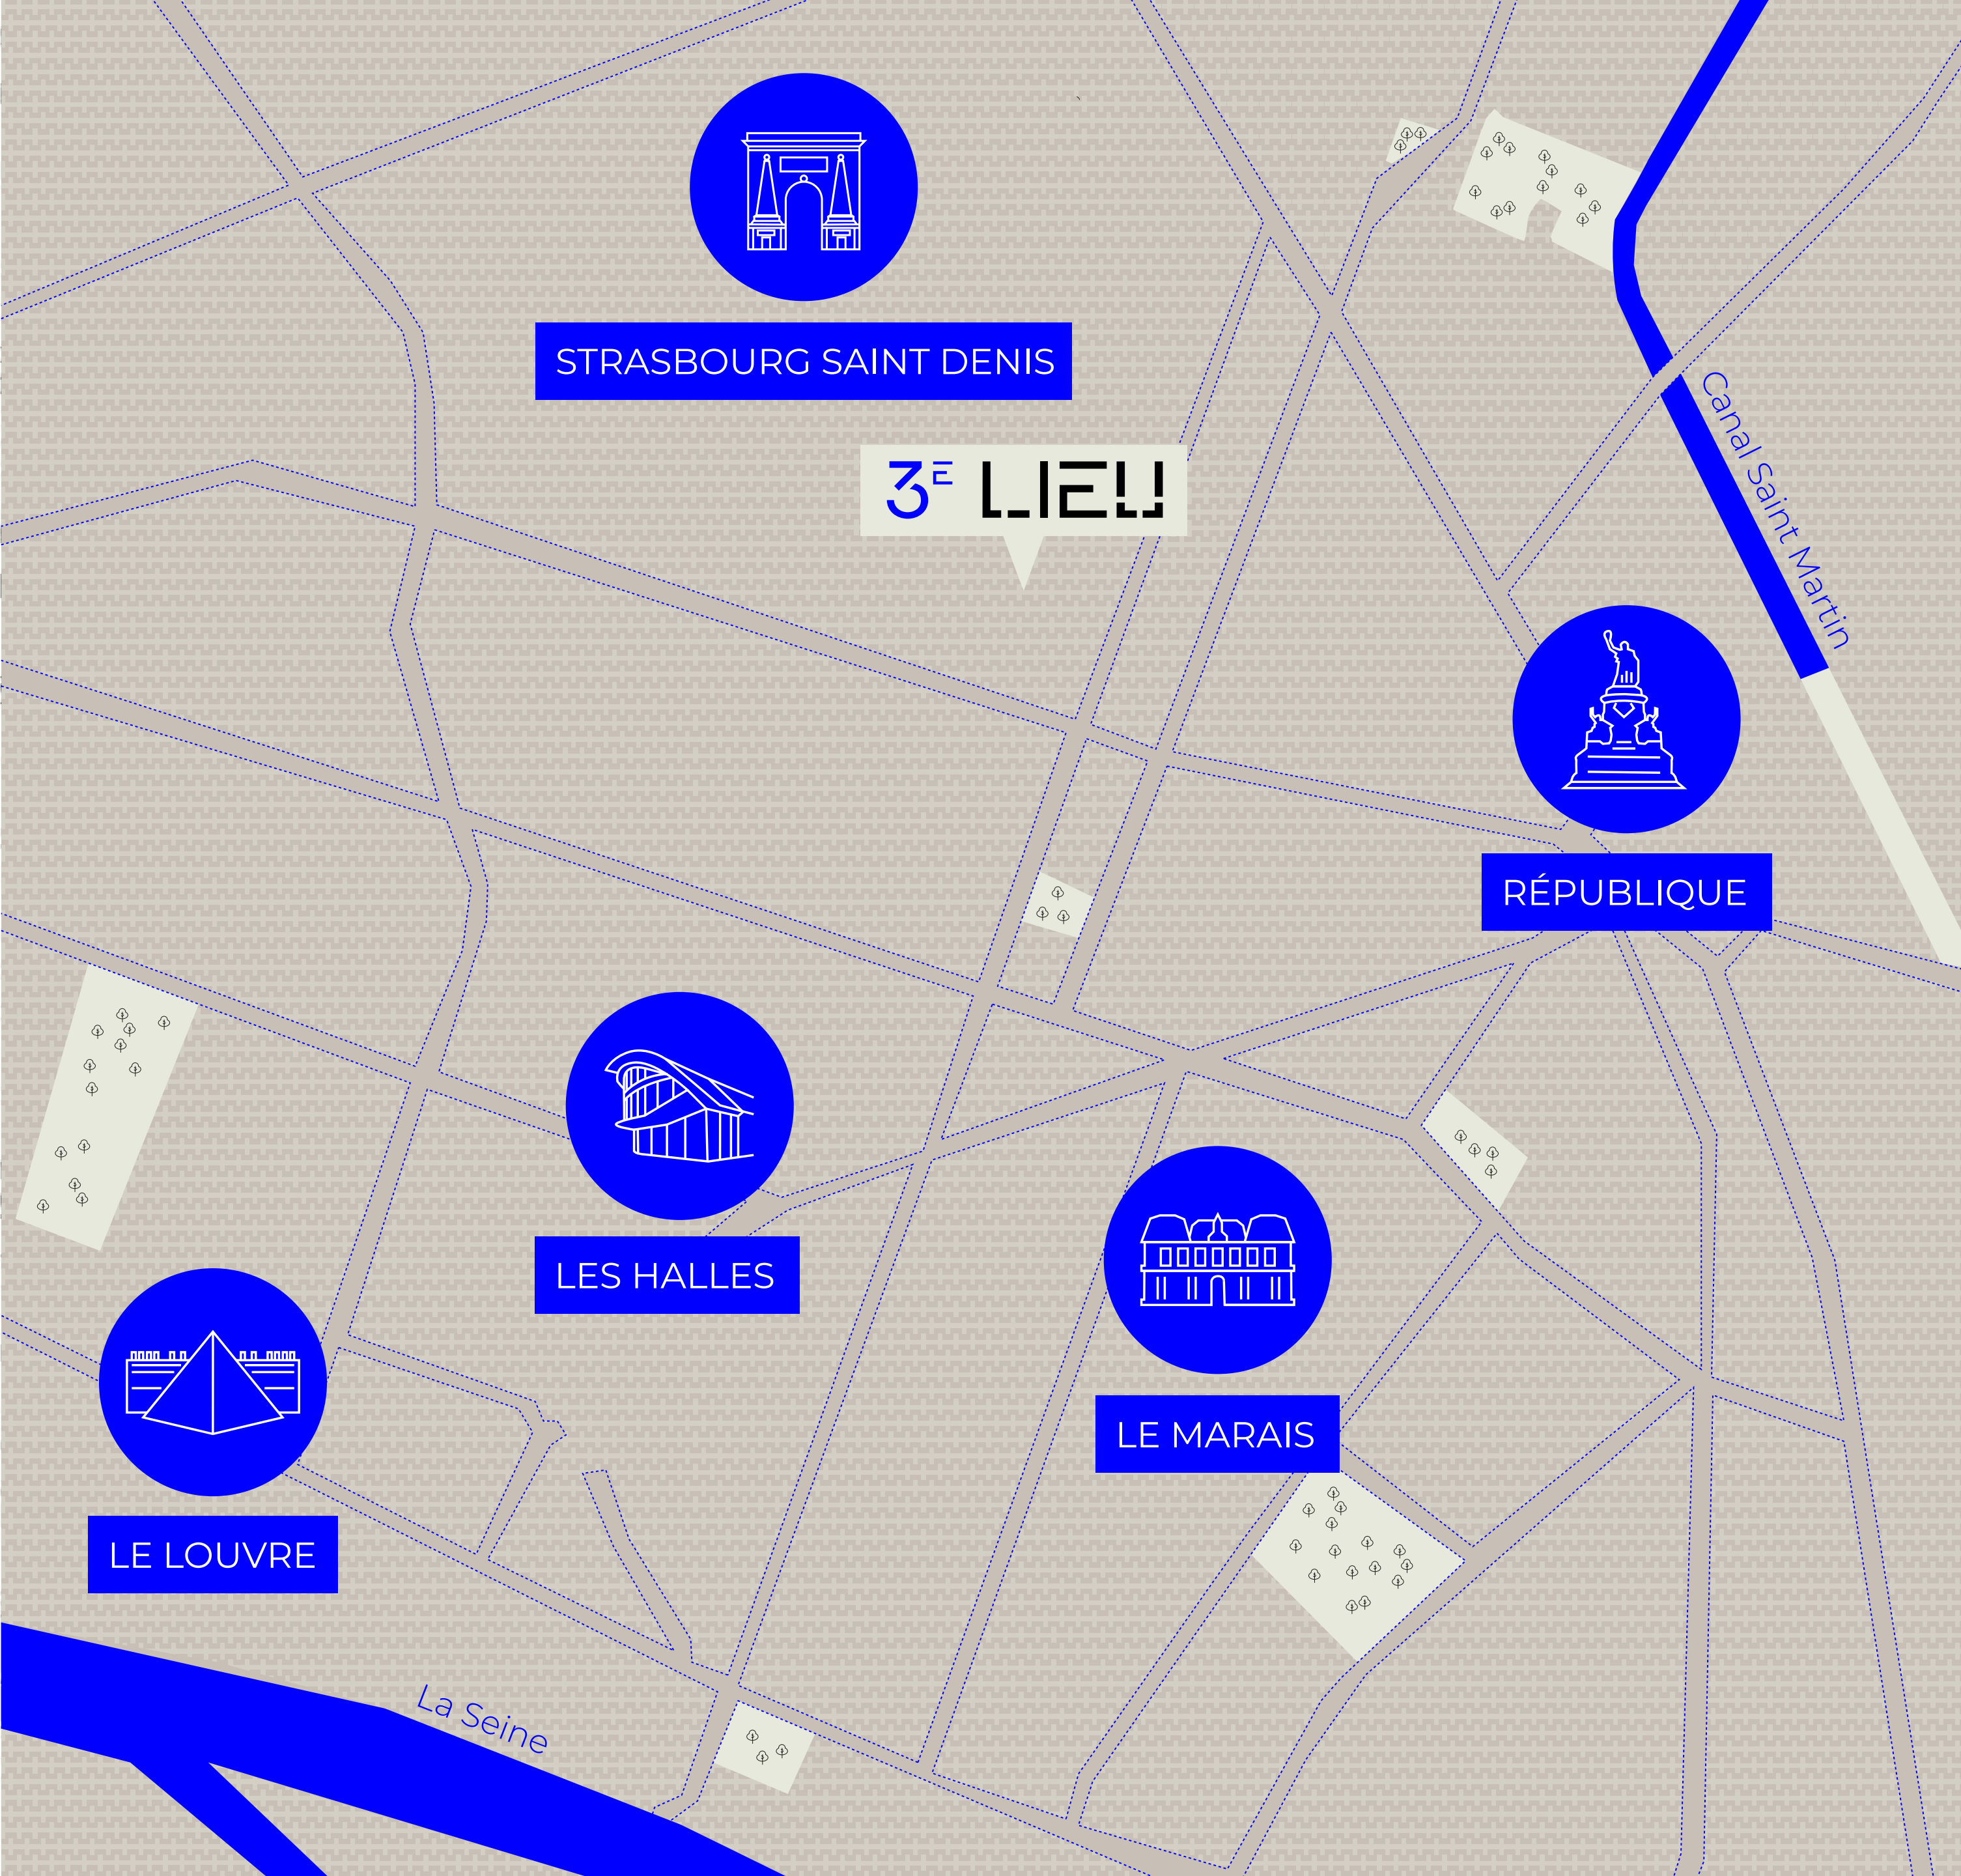 STRASBOURG SAINT DENIS
3E LIEU
Canal Saint Martin
RÉPUBLIQUE
LES HALLES
LE MARAIS
LE LOUVRE
La Seine